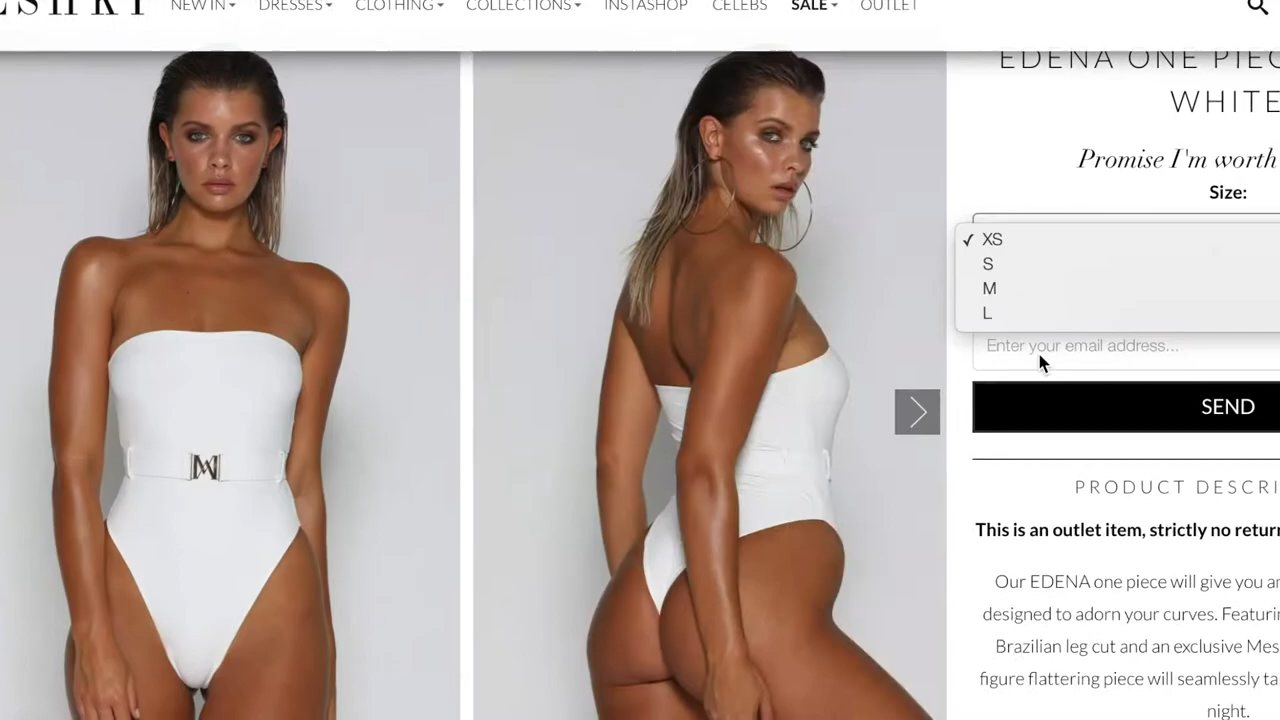 NEW IN
DRESSES
CLOTHING
COLLECTIONS
INSTASHOP
CELEBS
SALE
OUTLET
EDENA ONE PIEC
WHITE
Promise I'm worth
Size:
XS
S
M
L
Enter your email address...
SEND
PRODUCT DESCRI
This is an outlet item, strictly no return
Our EDENA one piece will give you an
designed to adorn your curves. Featurin
Brazilian leg cut and an exclusive Mes
figure flattering piece will seamlessly ta
night.